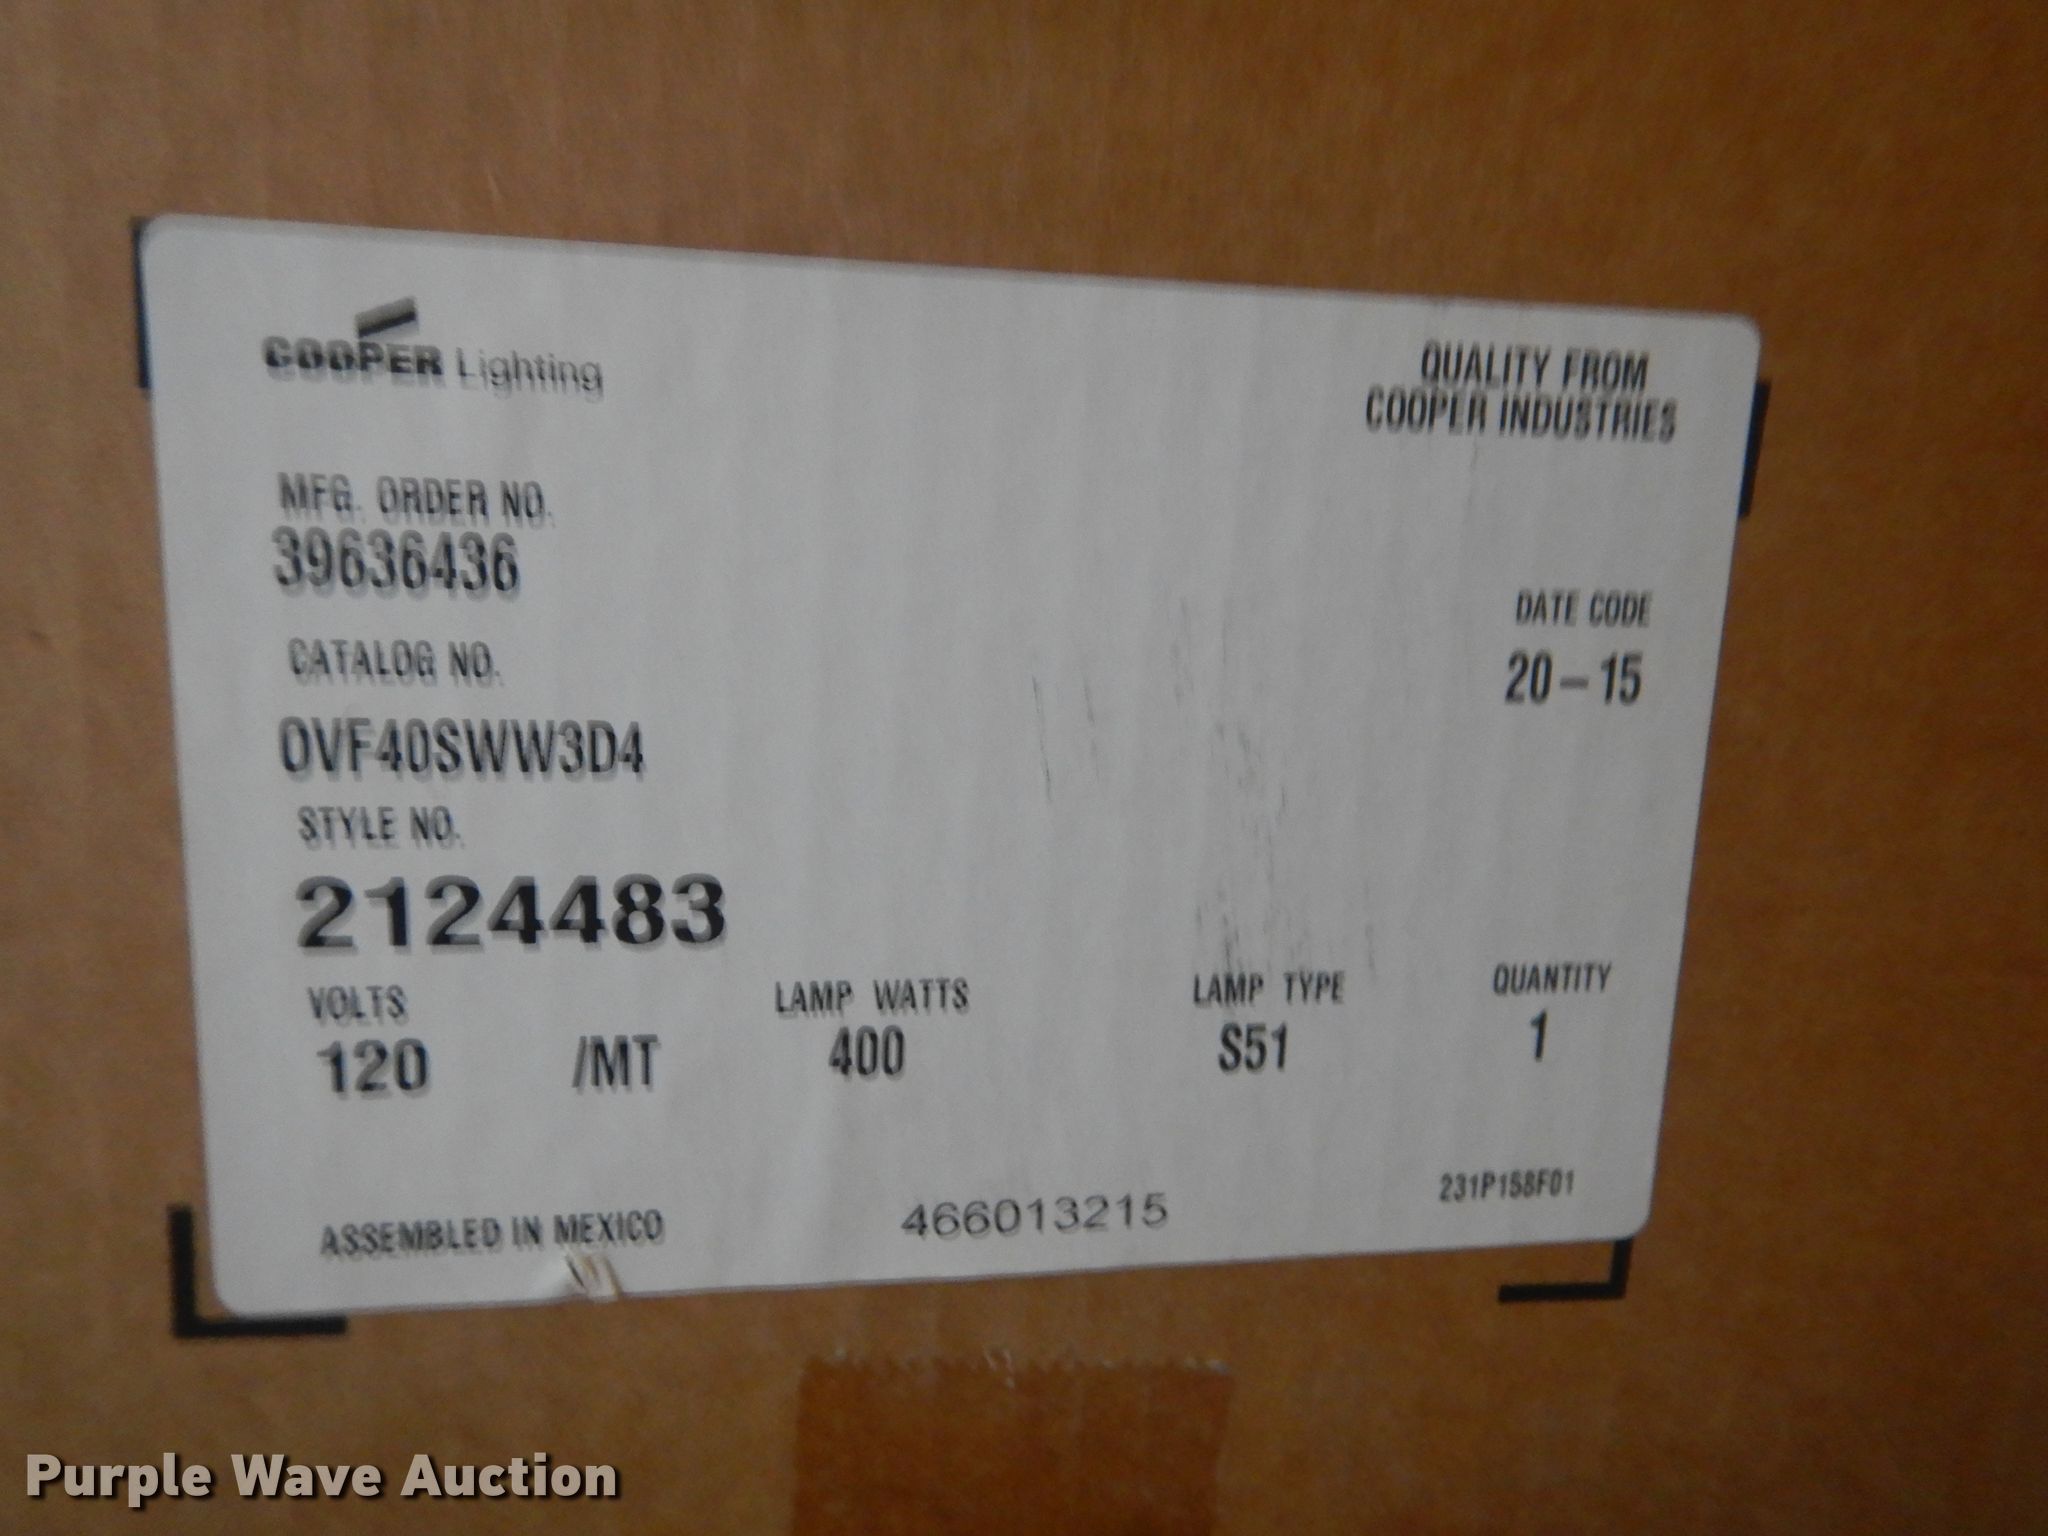 COOPER Lighting
QUALITY FROM
COOPER INDUSTRIES
MFG. ORDER NO.
39636436
CATALOG NO.
OVF40SWW3D4
DATE CODE
20-15
STYLE NO.
2124483
VOLTS LAMP WATTS LAMP TYPE QUANTITY
120 /MT 400 S51 1
ASSEMBLED IN MEXICO 466013215 231P158F01
Purple Wave Auction